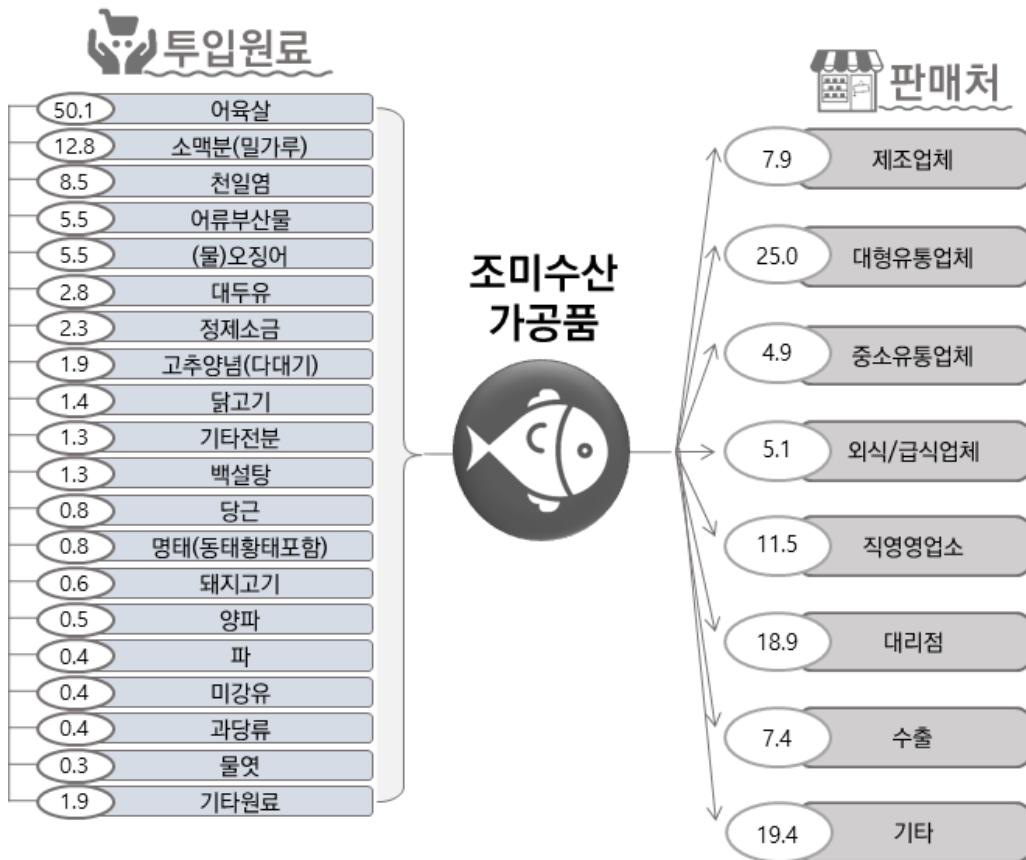 투입원료
50.1 어육살
12.8 소맥분(밀가루)
8.5 천일염
5.5 어류부산물
5.5 (물)오징어
2.8 대두유
2.3 정제소금
1.9 고추양념(다대기)
1.4 닭고기
1.3 기타전분
1.3 백설탕
0.8 당근
0.8 명태(동태황태포함)
0.6 돼지고기
0.5 양파
0.4 파
0.4 미강유
0.4 과당류
0.3 물엿
1.9 기타원료
조미수산
가공품
판매처
7.9 제조업체
25.0 대형유통업체
4.9 중소유통업체
5.1 외식/급식업체
11.5 직영영업소
18.9 대리점
7.4 수출
19.4 기타